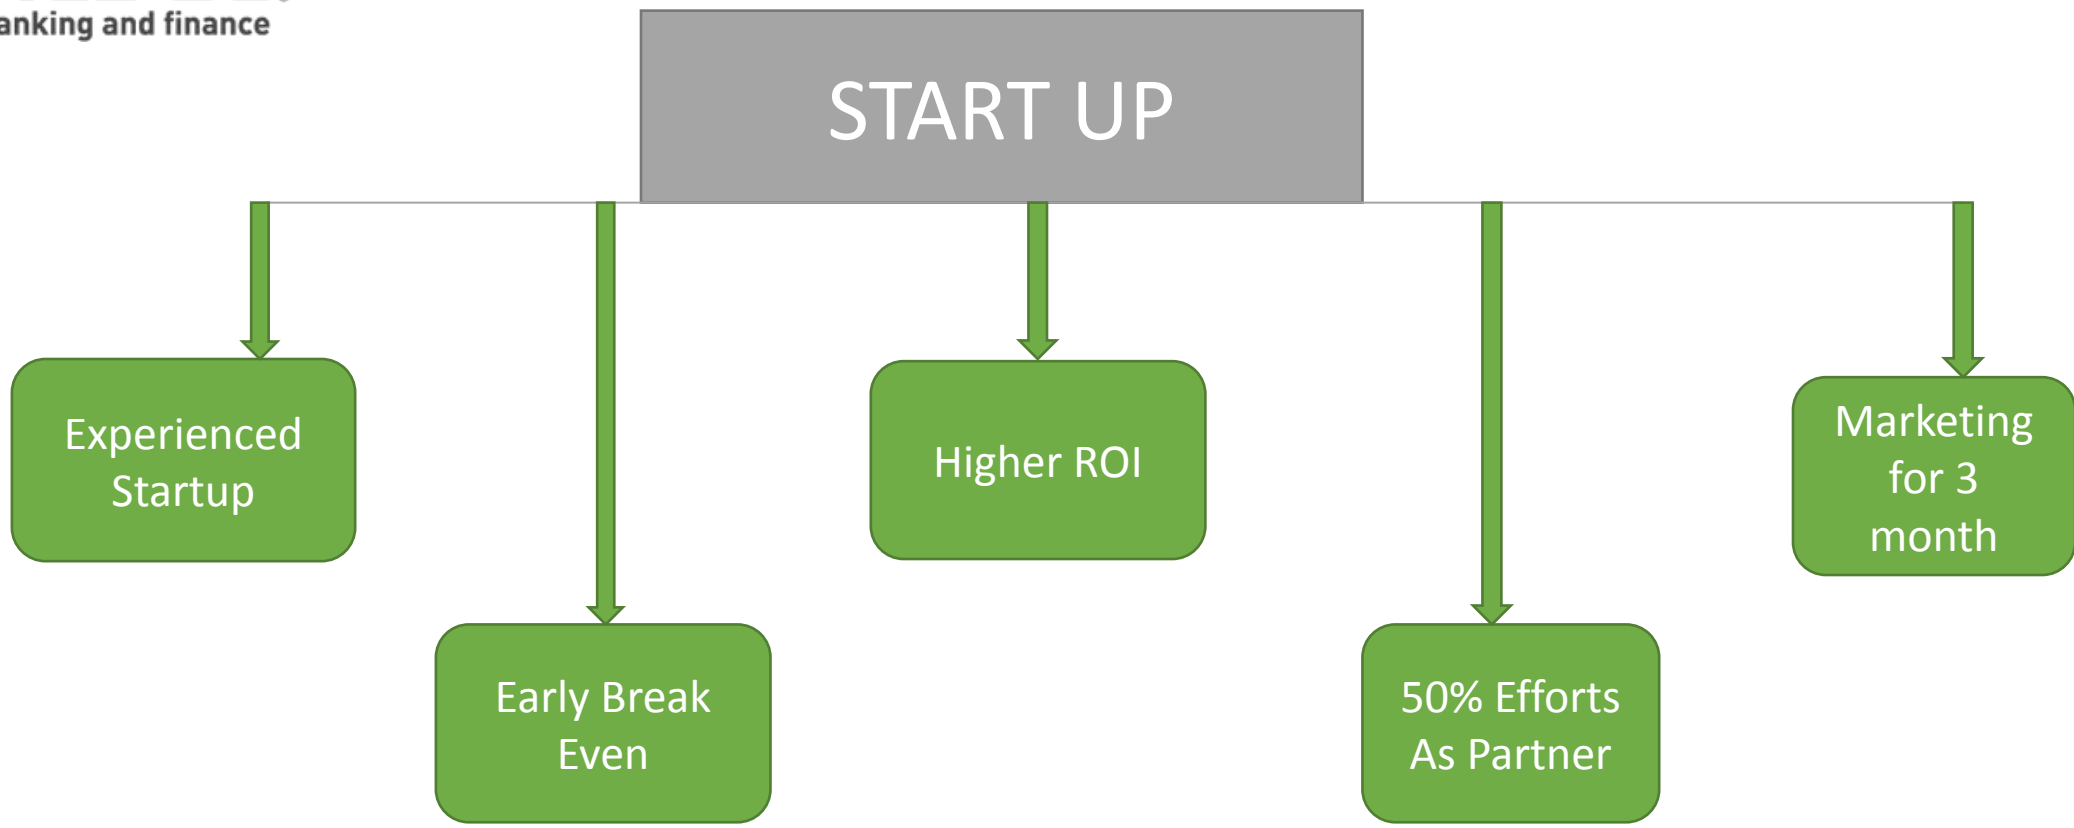 and finance
START UP
Experienced
Startup
Early Break
Even
Higher ROI
50% Efforts
As Partner
Marketing
for 3
month